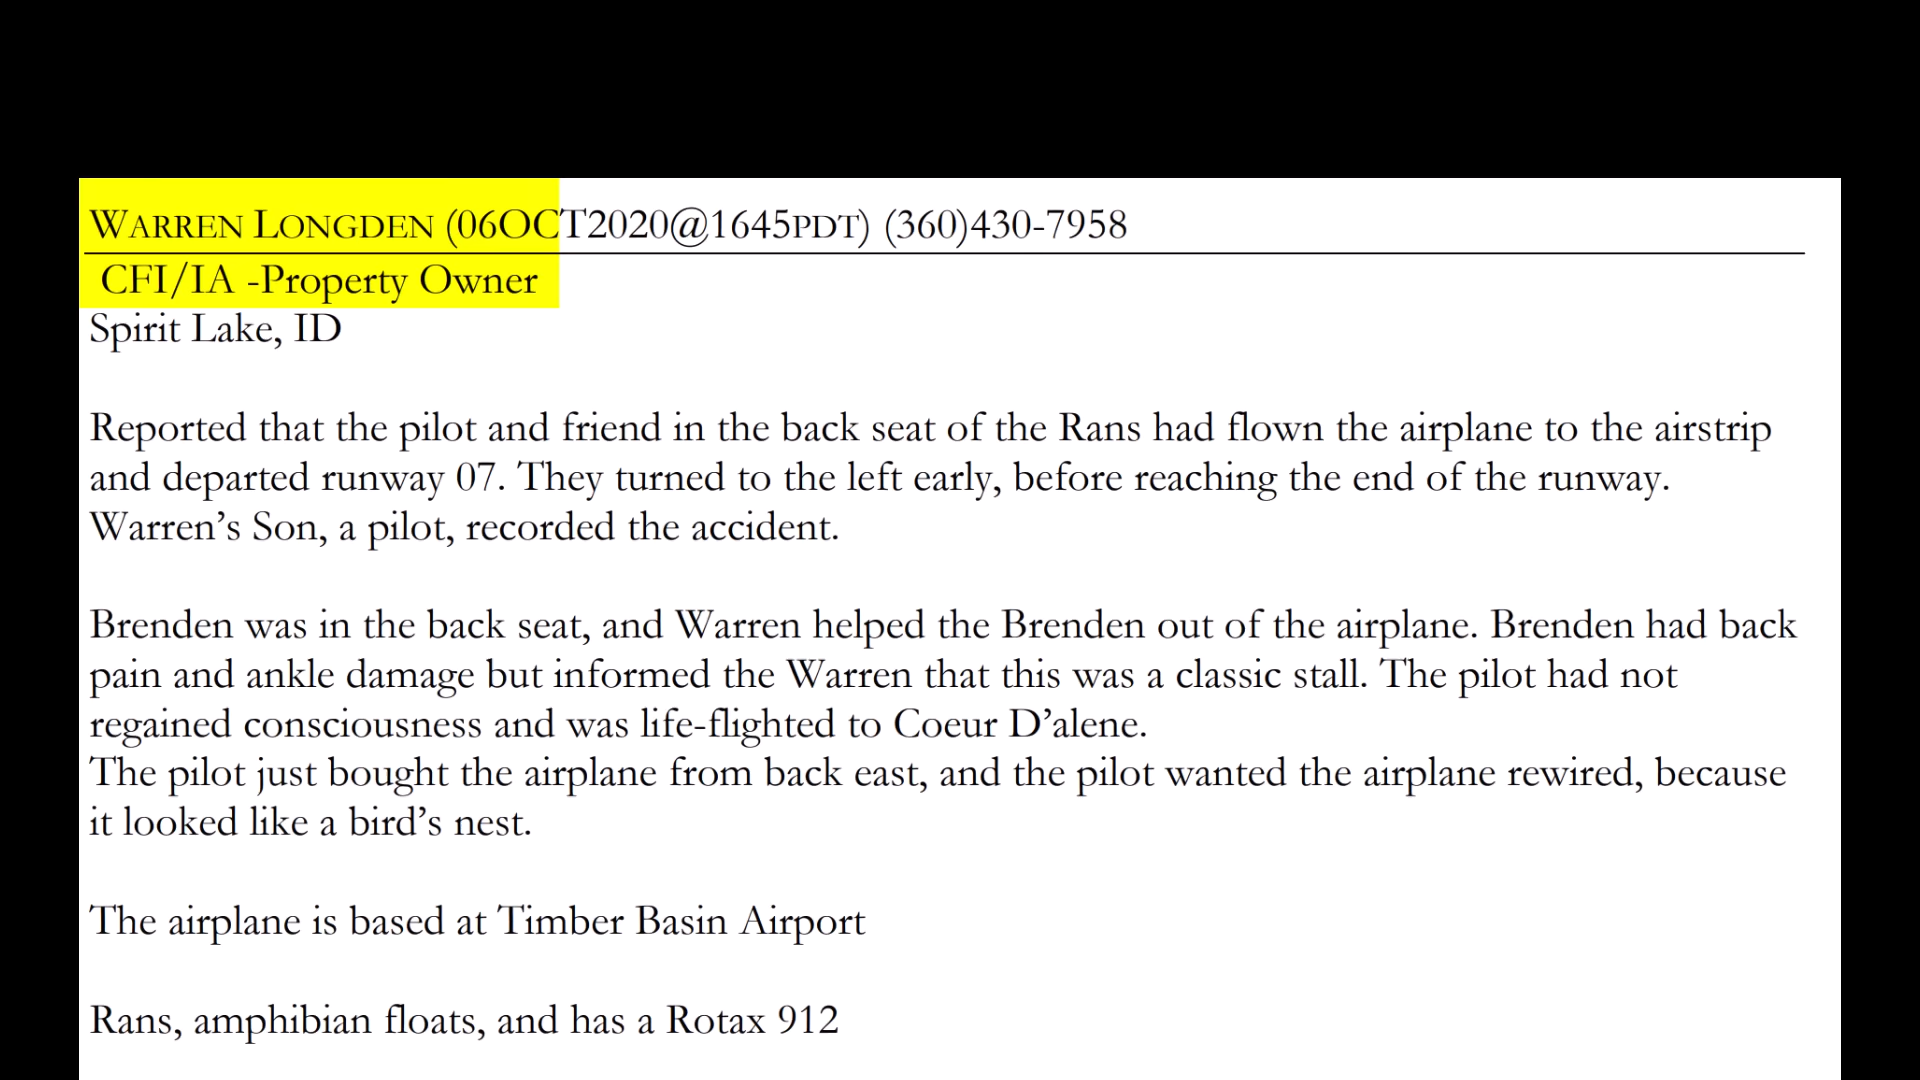 WARREN LONGDEN (06OCT2020@1645PDT) (360)430-7958
CFI/IA -Property Owner
Spirit Lake, ID
Reported that the pilot and friend in the back seat of the Rans had flown the airplane to the airstrip
and departed runway 07. They turned to the left early, before reaching the end of the runway.
Warren’s Son, a pilot, recorded the accident.
Brenden was in the back seat, and Warren helped the Brenden out of the airplane. Brenden had back
pain and ankle damage but informed the Warren that this was a classic stall. The pilot had not
regained consciousness and was life-flighted to Coeur D’alene.
The pilot just bought the airplane from back east, and the pilot wanted the airplane rewired, because
it looked like a bird’s nest.
The airplane is based at Timber Basin Airport
Rans, amphibian floats, and has a Rotax 912